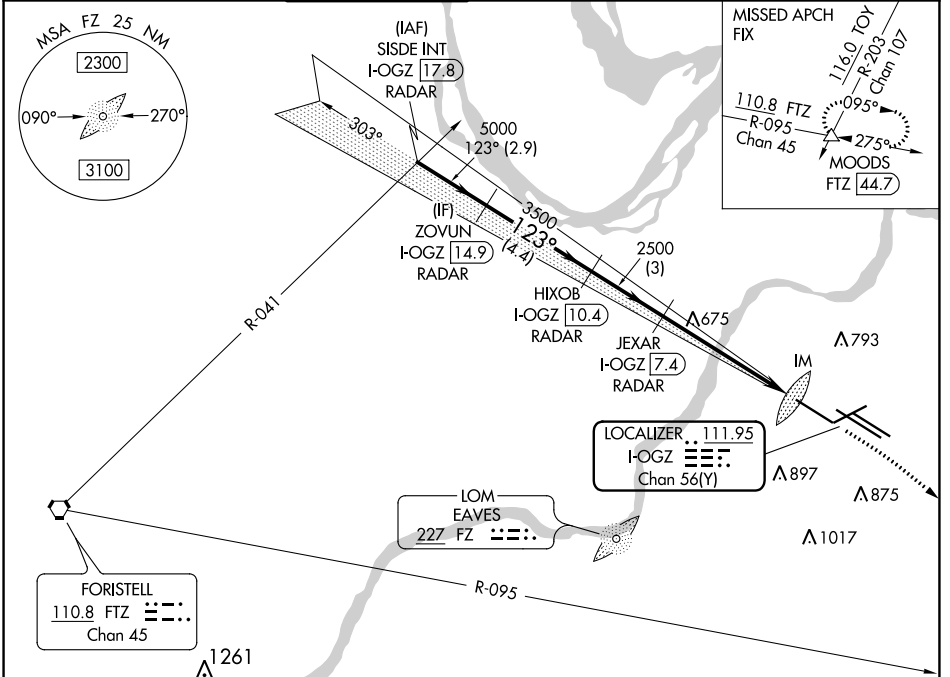 MSA FZ 25 NM
2300
090°
270°
3100
(IAF)
SISDE INT
I-OGZ 17.8
RADAR
303°
5000
123° (2.9)
(IF)
ZOVUN
I-OGZ 14.9
RADAR
3500
123°
(4.4)
HIXOB
I-OGZ 10.4
RADAR
2500
(3)
JEXAR
I-OGZ 7.4
RADAR
675
793
IM
LOCALIZER 111.95
I-OGZ
Chan 56(Y)
897
875
1017
MISSED APCH
FIX
116.0 TOY
R-203
Chan 107
110.8 FTZ
R-095
Chan 45
095°
275°
MOODS
FTZ 44.7
R-041
LOM
EAVES
227 FZ
R-095
FORISTELL
110.8 FTZ
Chan 45
1261